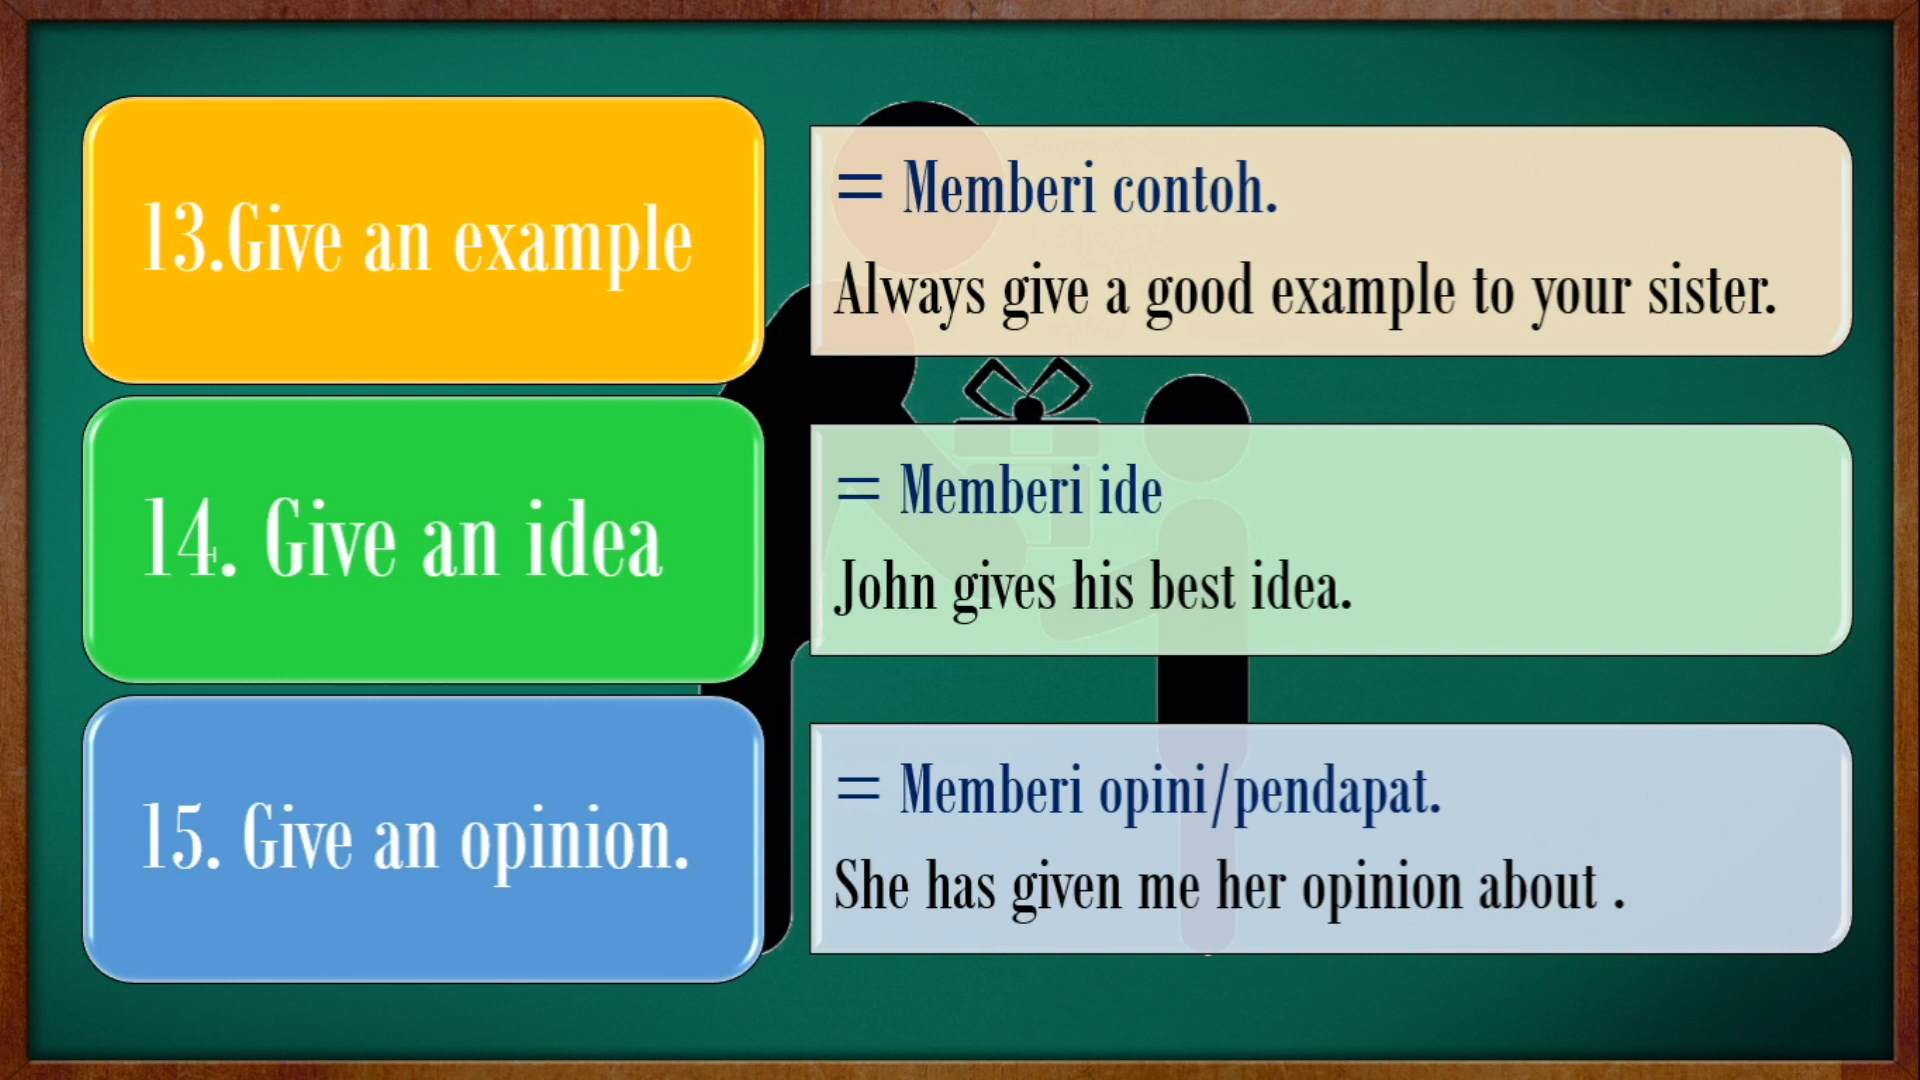 13.Give an example
= Memberi contoh.
Always give a good example to your sister.
14. Give an idea
= Memberi ide
John gives his best idea.
15. Give an opinion.
= Memberi opini/pendapat.
She has given me her opinion about .